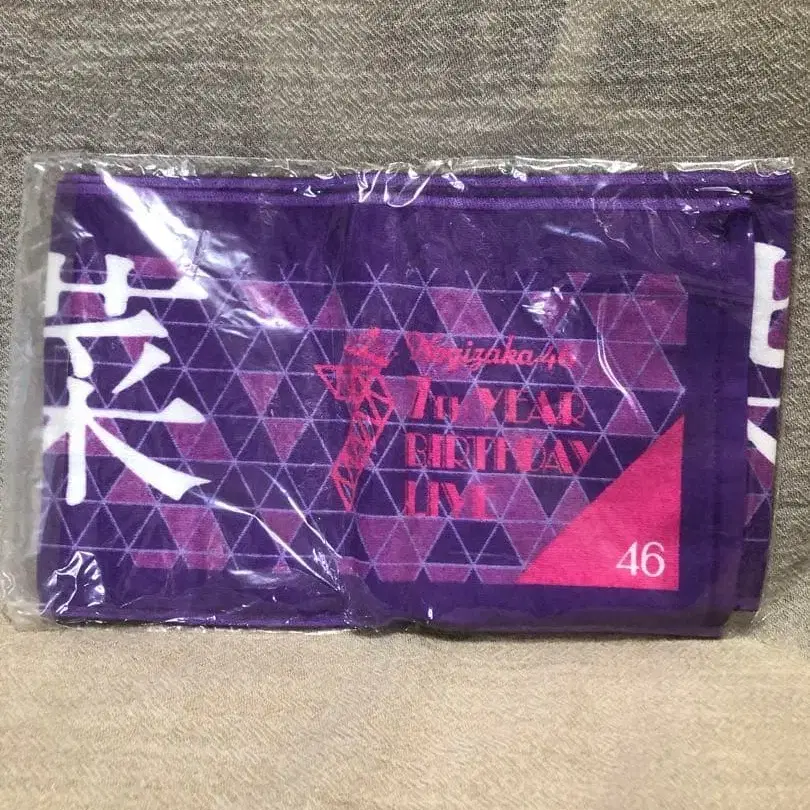 菜
Nogizaka46
7TH YEAR
BIRTHDAY
LIVE
46